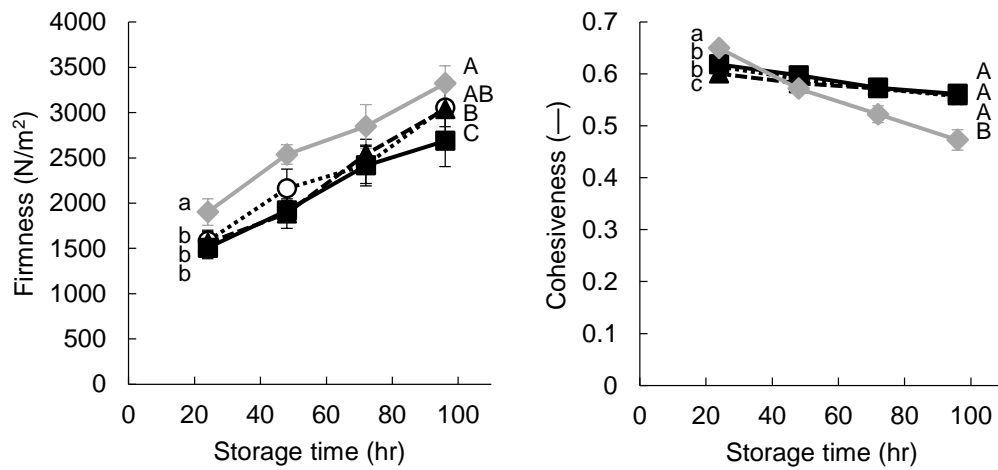 4000
3500
3000
2500
2000
1500
1000
500
0
Firmness (N/m²)
a
b
b
b
A
AB
B
C
0 20 40 60 80 100
Storage time (hr)
0.7
0.6
0.5
0.4
0.3
0.2
0.1
0
Cohesiveness (—)
a
b
b
c
A
A
A
B
0 20 40 60 80 100
Storage time (hr)